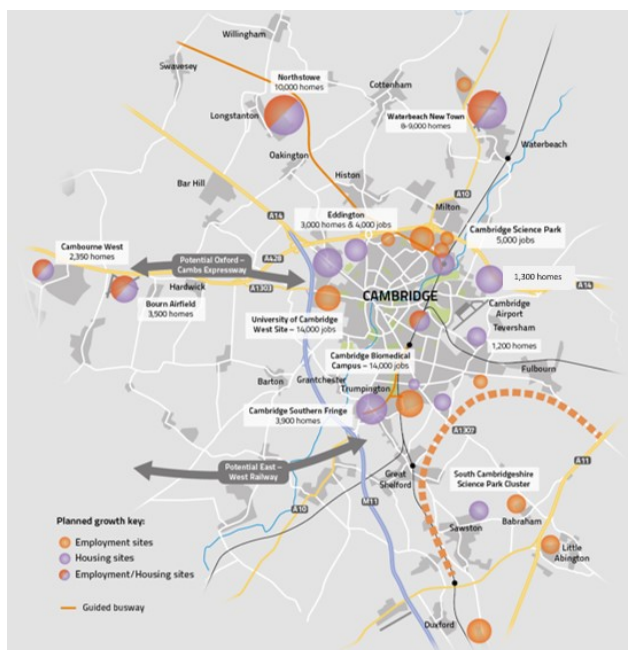 Willingham
Swavesey
Northstowe
10,000 homes
Cottenham
Longstanton
Waterbeach New Town
8-9,000 homes
Oakington
Waterbeach
Histon
Bar Hill
A10
Milton
A14
Eddington
3,000 homes & 4,000 jobs
Cambridge Science Park
5,000 jobs
Cambourne West
2,350 homes
Potential Oxford –
Cambs Expressway
A428
1,300 homes
Hardwick
A1303
A14
CAMBRIDGE
Bourn Airfield
3,500 homes
Cambridge
Airport
University of Cambridge
West Site – 14,000 jobs
Teversham
1,200 homes
Cambridge Biomedical
Campus – 14,000 jobs
Barton
Grantchester
Fulbourn
Trumpington
Cambridge Southern Fringe
3,900 homes
A1307
Potential East –
West Railway
A11
Great
Shelford
South Cambridgeshire
Science Park Cluster
A10
M11
Planned growth key:
Employment sites
Housing sites
Employment/Housing sites
Guided busway
Sawston
Babraham
Little
Abington
Duxford